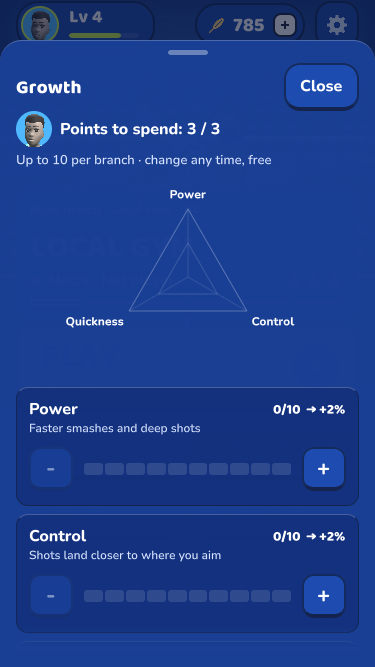 Lv 4
785 +
Growth
Close
Points to spend: 3 / 3
Up to 10 per branch · change any time, free
Power
Quickness
Control
Power
0/10 → +2%
Faster smashes and deep shots
-
+
Control
0/10 → +2%
Shots land closer to where you aim
-
+